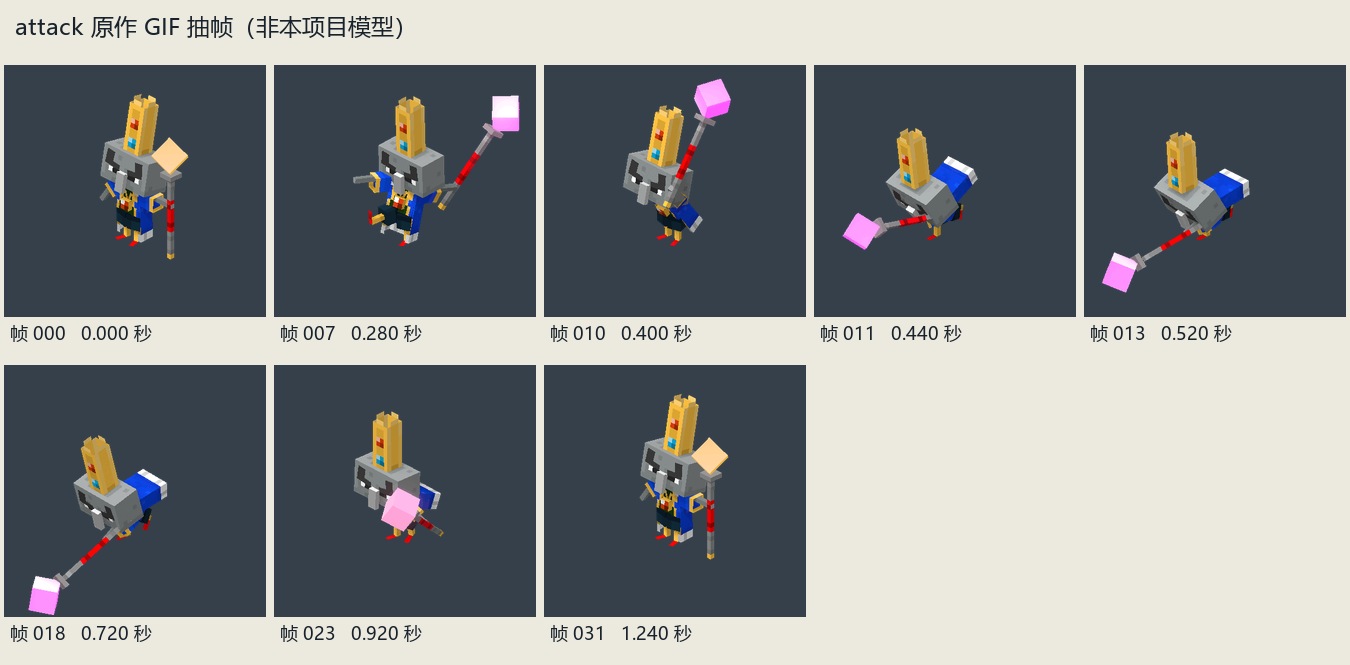 attack 原作 GIF 抽帧（非本项目模型）
帧 000 0.000 秒
帧 007 0.280 秒
帧 010 0.400 秒
帧 011 0.440 秒
帧 013 0.520 秒
帧 018 0.720 秒
帧 023 0.920 秒
帧 031 1.240 秒